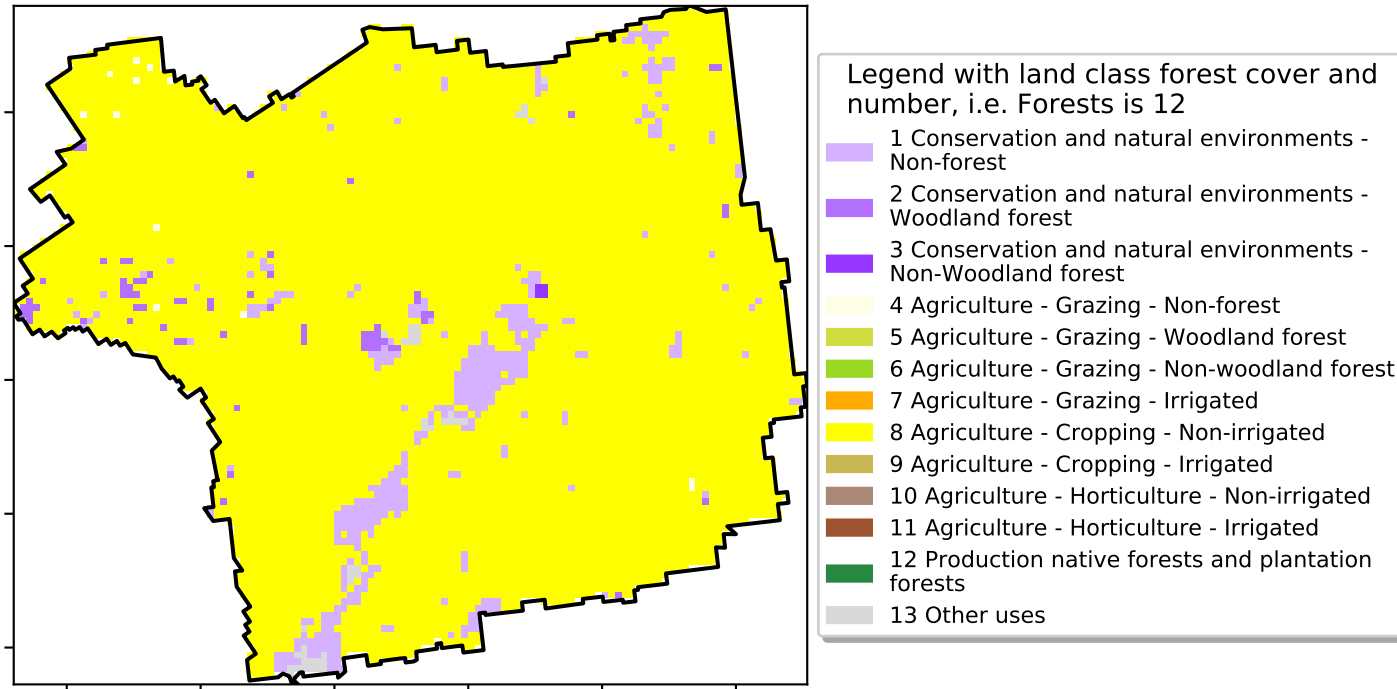 Legend with land class forest cover and
number, i.e. Forests is 12
1 Conservation and natural environments -
Non-forest
2 Conservation and natural environments -
Woodland forest
3 Conservation and natural environments -
Non-Woodland forest
4 Agriculture - Grazing - Non-forest
5 Agriculture - Grazing - Woodland forest
6 Agriculture - Grazing - Non-woodland forest
7 Agriculture - Grazing - Irrigated
8 Agriculture - Cropping - Non-irrigated
9 Agriculture - Cropping - Irrigated
10 Agriculture - Horticulture - Non-irrigated
11 Agriculture - Horticulture - Irrigated
12 Production native forests and plantation
forests
13 Other uses